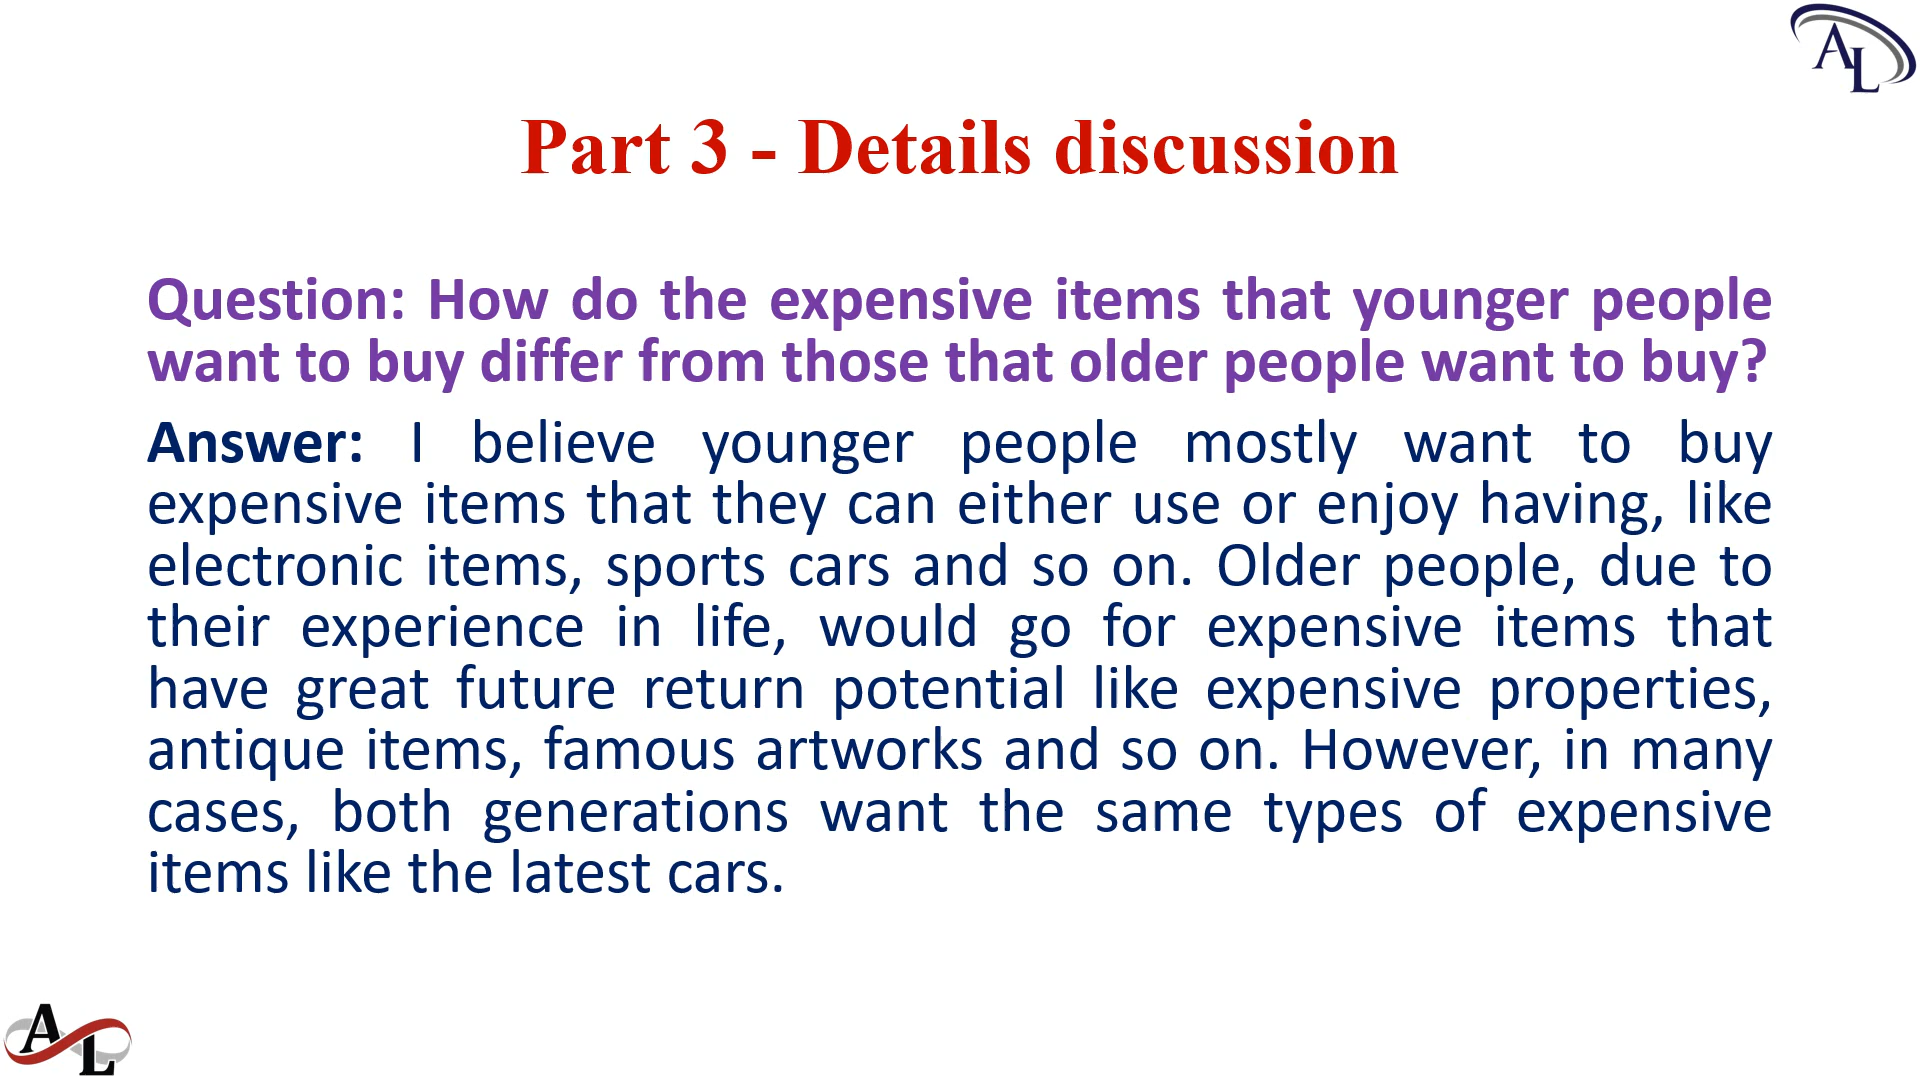 AL
Part 3 - Details discussion
Question: How do the expensive items that younger people
want to buy differ from those that older people want to buy?
Answer: I believe younger people mostly want to buy
expensive items that they can either use or enjoy having, like
electronic items, sports cars and so on. Older people, due to
their experience in life, would go for expensive items that
have great future return potential like expensive properties,
antique items, famous artworks and so on. However, in many
cases, both generations want the same types of expensive
items like the latest cars.
AL